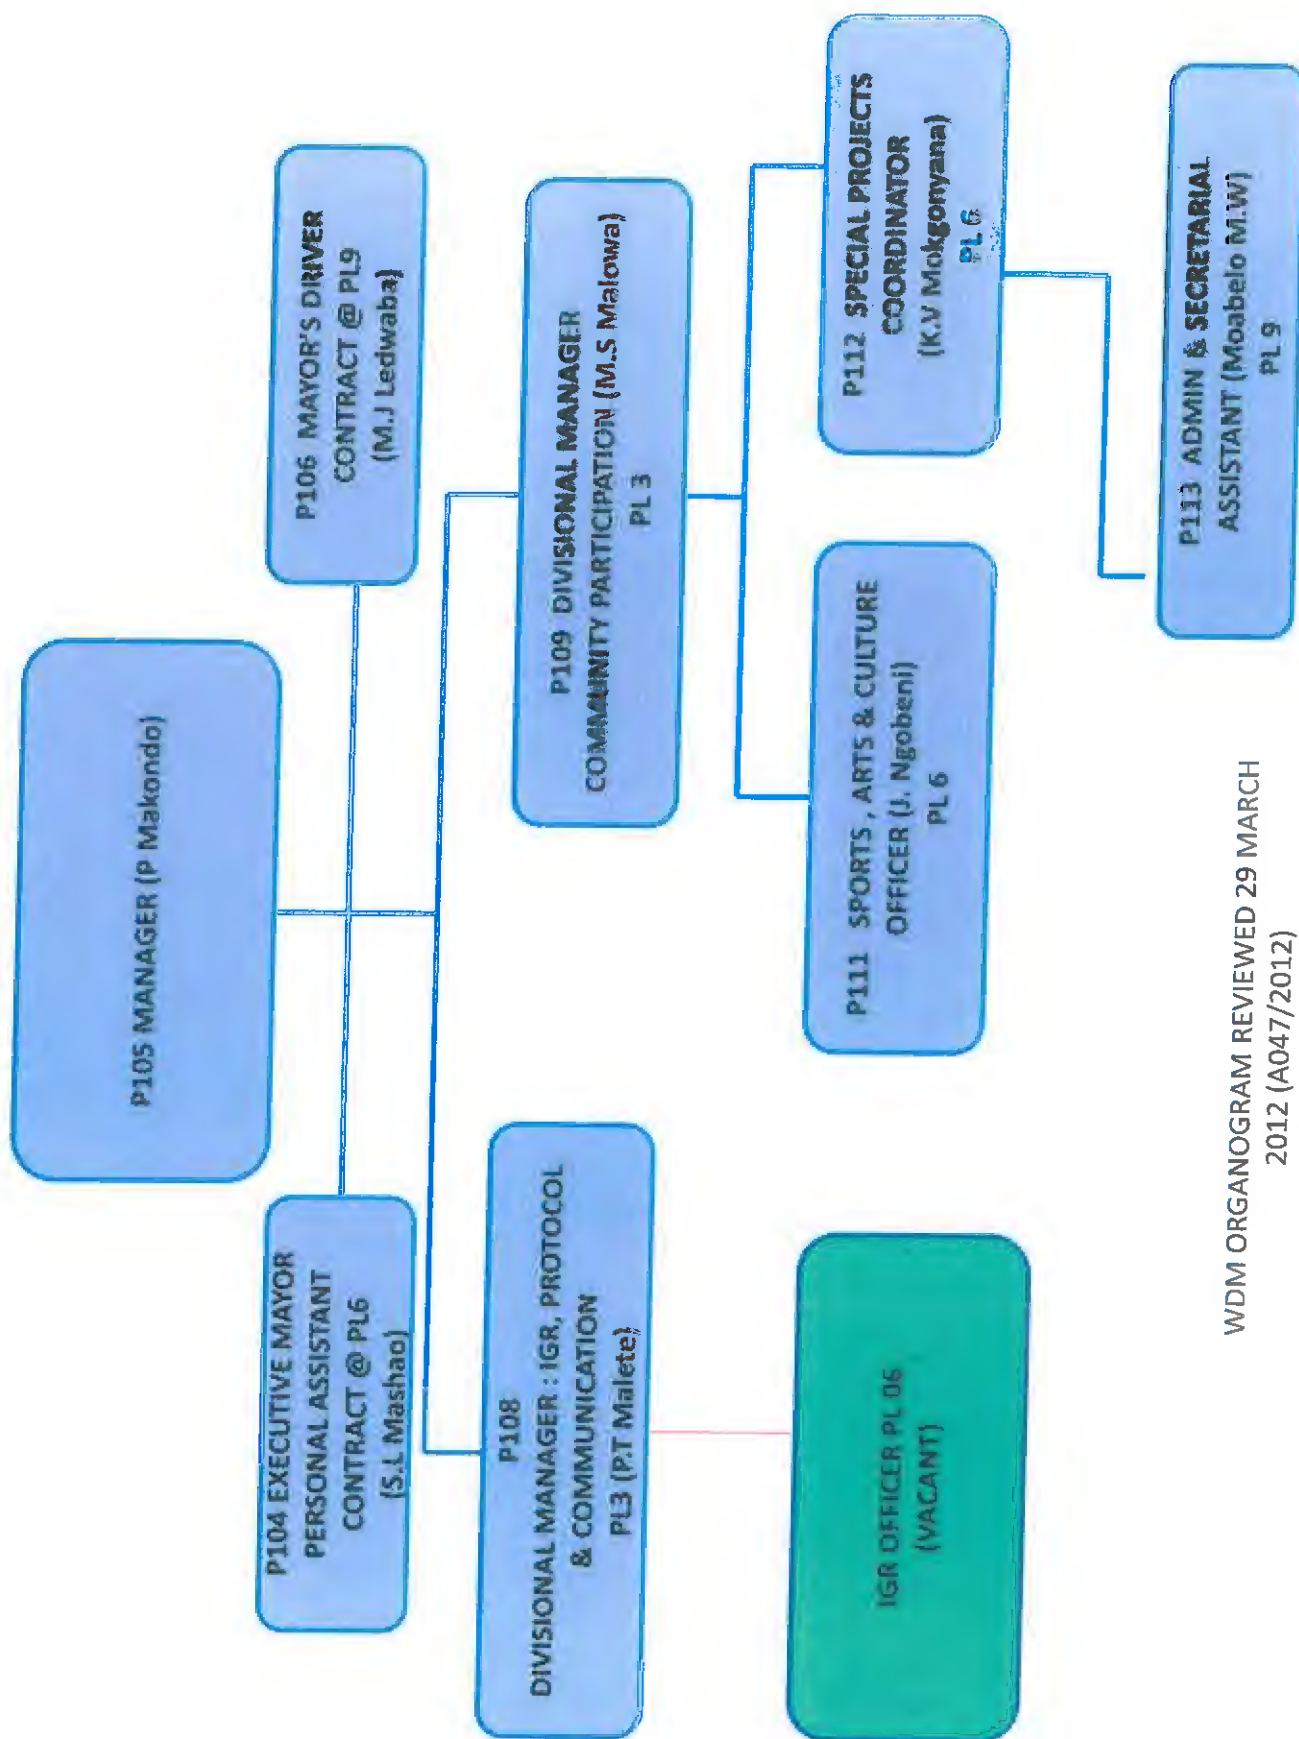 P105 MANAGER (P Makondo)
P104 EXECUTIVE MAYOR
PERSONAL ASSISTANT
CONTRACT @ PL6
(S.L Mashao)
P106 MAYOR'S DRIVER
CONTRACT @ PL9
(M.J Ledwaba)
P108
DIVISIONAL MANAGER : IGR, PROTOCOL
& COMMUNICATION
PL3 (P.T Malete)
P109 DIVISIONAL MANAGER
COMMUNITY PARTICIPATION (M.S Malowa)
PL 3
IGR OFFICER PL 06
(VACANT)
P111 SPORTS , ARTS & CULTURE
OFFICER (J. Ngobeni)
PL 6
P112 SPECIAL PROJECTS
COORDINATOR
(K.V Mokgonyana)
PL 6
P113 ADMIN & SECRETARIAL
ASSISTANT (Moabelo M.W)
PL 9
WDM ORGANOGRAM REVIEWED 29 MARCH
2012 (A047/2012)